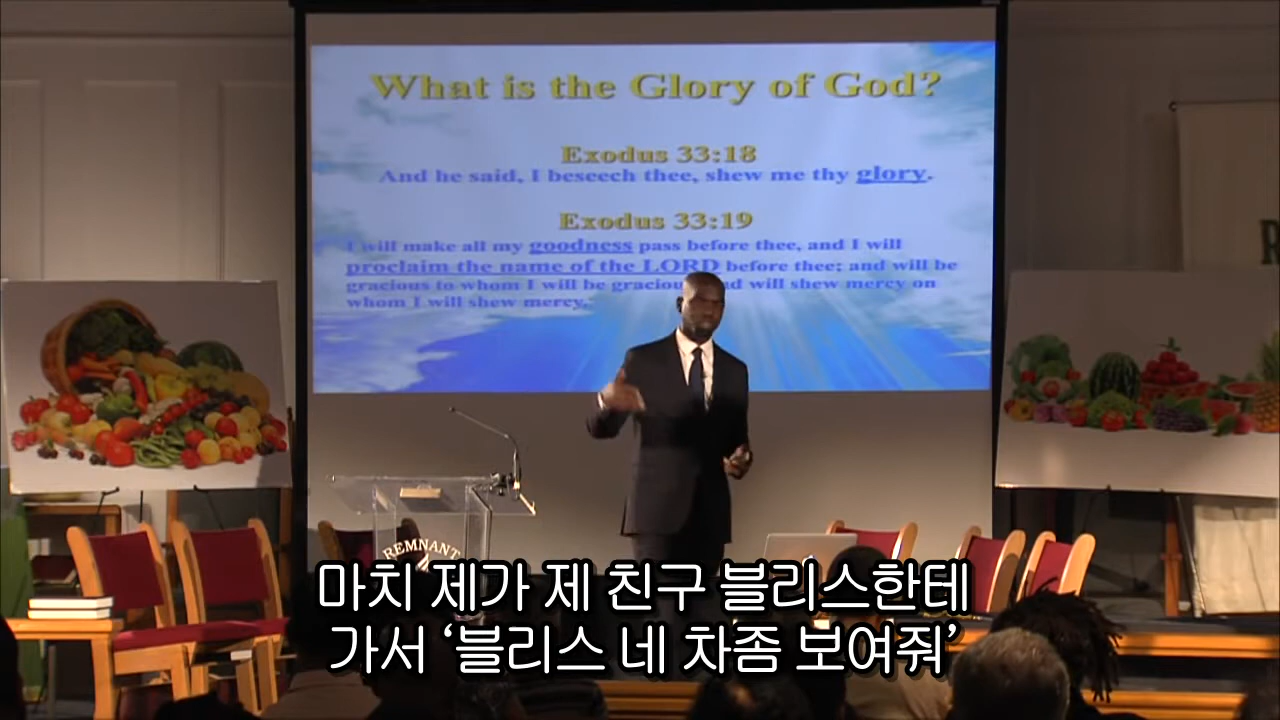 What is the Glory of God?
Exodus 33:18
And he said, I beseech thee, shew me thy glory.
Exodus 33:19
I will make all my goodness pass before thee, and I will
proclaim the name of the LORD before thee; and will be
gracious to whom I will be gracious and will shew mercy on
whom I will shew mercy.
REMNANT
마치 제가 제 친구 블리스한테
가서 ‘블리스 네 차좀 보여줘’